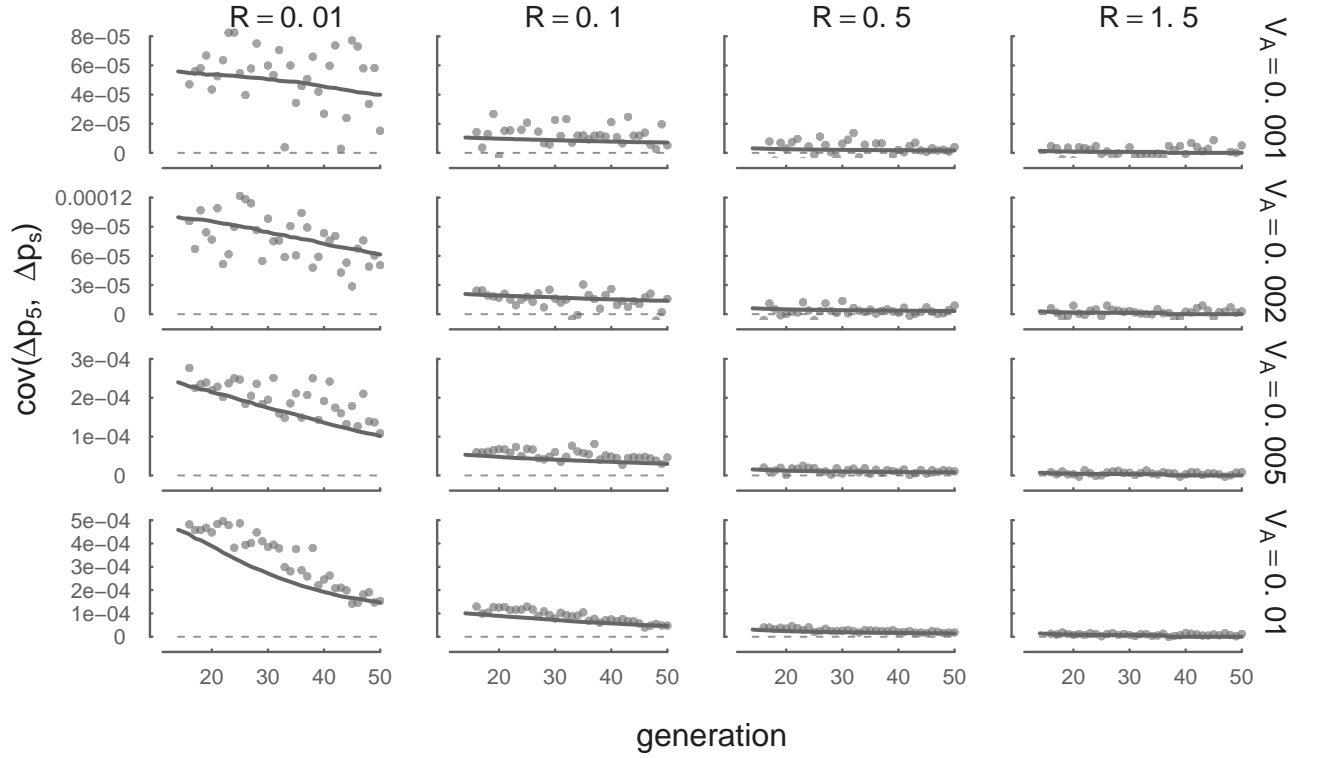 R = 0.01 R = 0.1 R = 0.5 R = 1.5
8e−05
6e−05
4e−05
2e−05
0
V_A = 0.001
0.00012
9e−05
6e−05
3e−05
0
V_A = 0.002
cov(Δp₅, Δpₛ)
3e−04
2e−04
1e−04
0
V_A = 0.005
5e−04
4e−04
3e−04
2e−04
1e−04
0
V_A = 0.01
20 30 40 50 20 30 40 50 20 30 40 50 20 30 40 50
generation